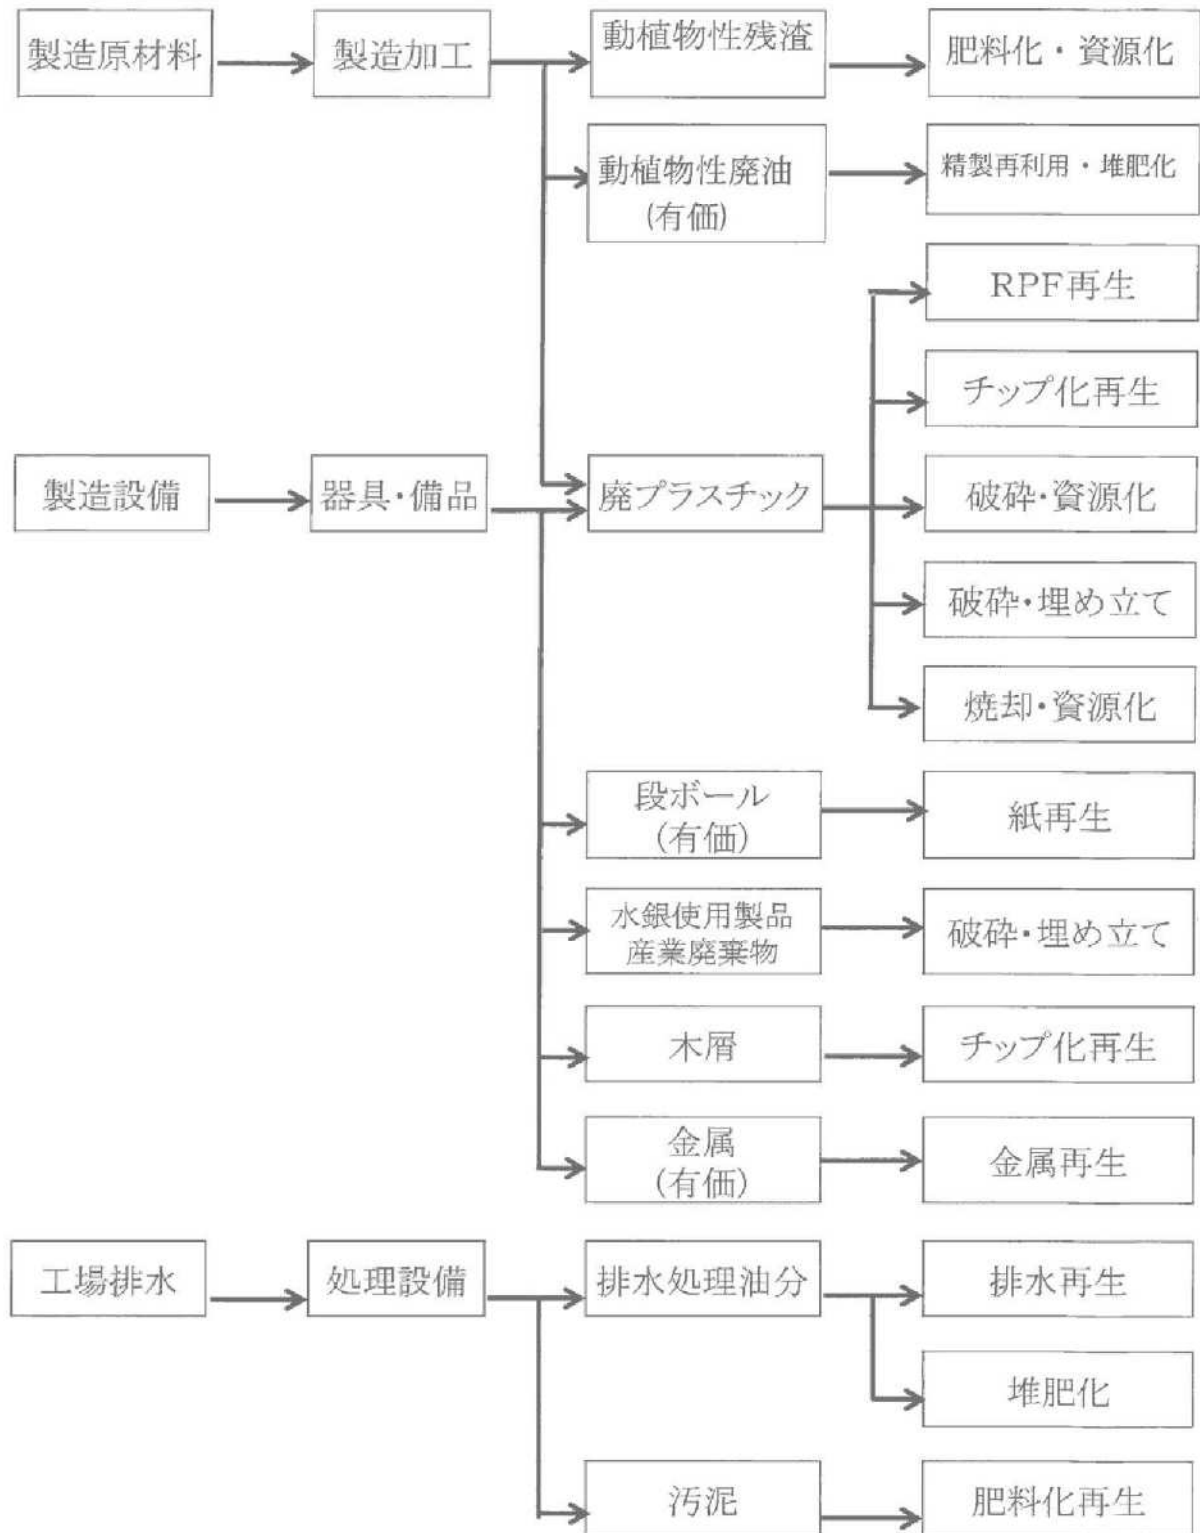 製造原材料
製造加工
動植物性残渣
肥料化・資源化
動植物性廃油
(有価)
精製再利用・堆肥化
RPF再生
チップ化再生
製造設備
器具・備品
廃プラスチック
破砕・資源化
破砕・埋め立て
焼却・資源化
段ボール
(有価)
紙再生
水銀使用製品
産業廃棄物
破砕・埋め立て
木屑
チップ化再生
金属
(有価)
金属再生
工場排水
処理設備
排水処理油分
排水再生
堆肥化
汚泥
肥料化再生